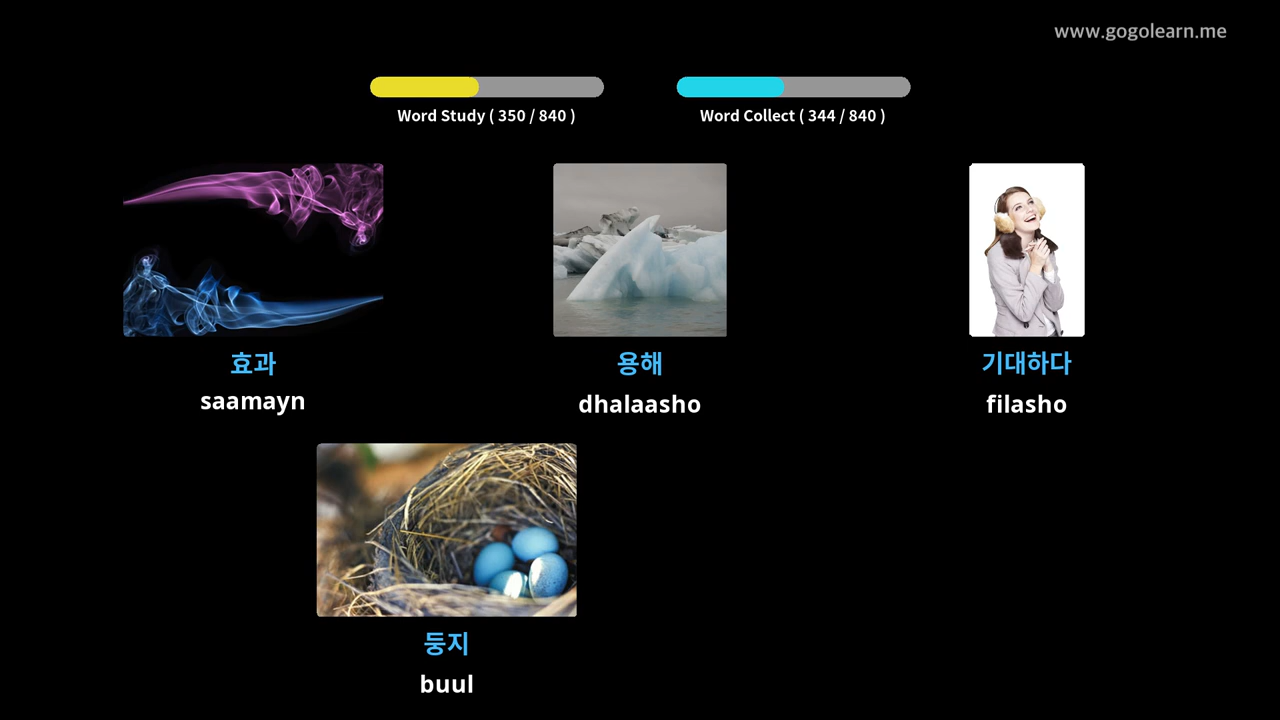 www.gogolearn.me
Word Study ( 350 / 840 )
Word Collect ( 344 / 840 )
효과
saamayn
용해
dhalaasho
기대하다
filasho
둥지
buul